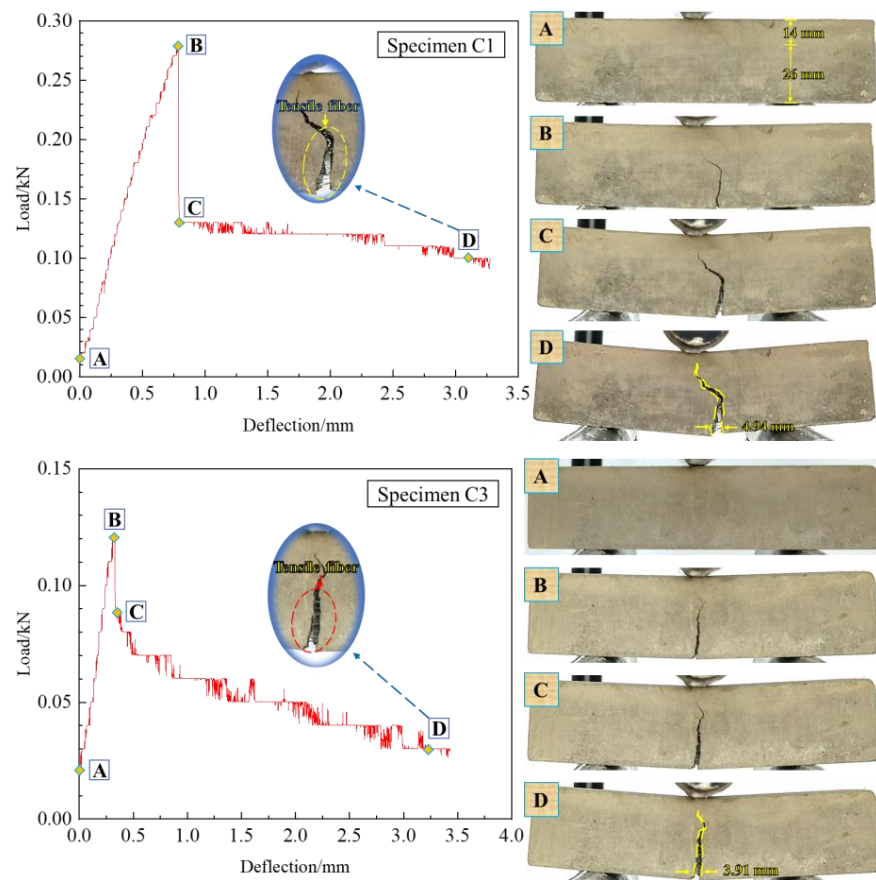 Specimen C1
Load/kN
0.30
0.25
0.20
0.15
0.10
0.05
0.00
0.0 0.5 1.0 1.5 2.0 2.5 3.0 3.5
Deflection/mm
A
B
C
D
Tensile fiber
A
14 mm
26 mm
B
C
D
4.94 mm
Specimen C3
Load/kN
0.15
0.10
0.05
0.00
0.0 0.5 1.0 1.5 2.0 2.5 3.0 3.5 4.0
Deflection/mm
A
B
C
D
Tensile fiber
A
B
C
D
3.91 mm